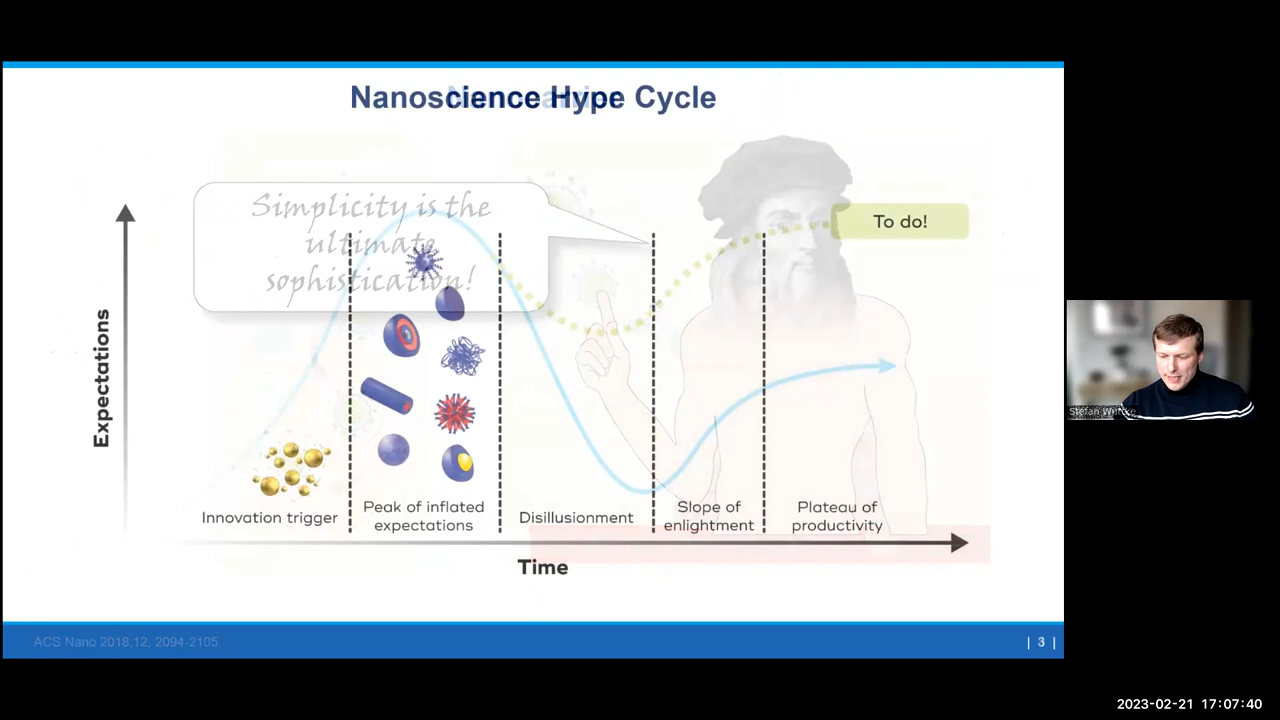 Nanoscience Hype Cycle
Simplicity is the
ultimate
sophistication!
To do!
Expectations
Innovation trigger
Peak of inflated
expectations
Disillusionment
Slope of
enlightment
Plateau of
productivity
Time
ACS Nano 2018,12, 2094-2105.
| 3 |
Stefan Wuttke
2023-02-21 17:07:40